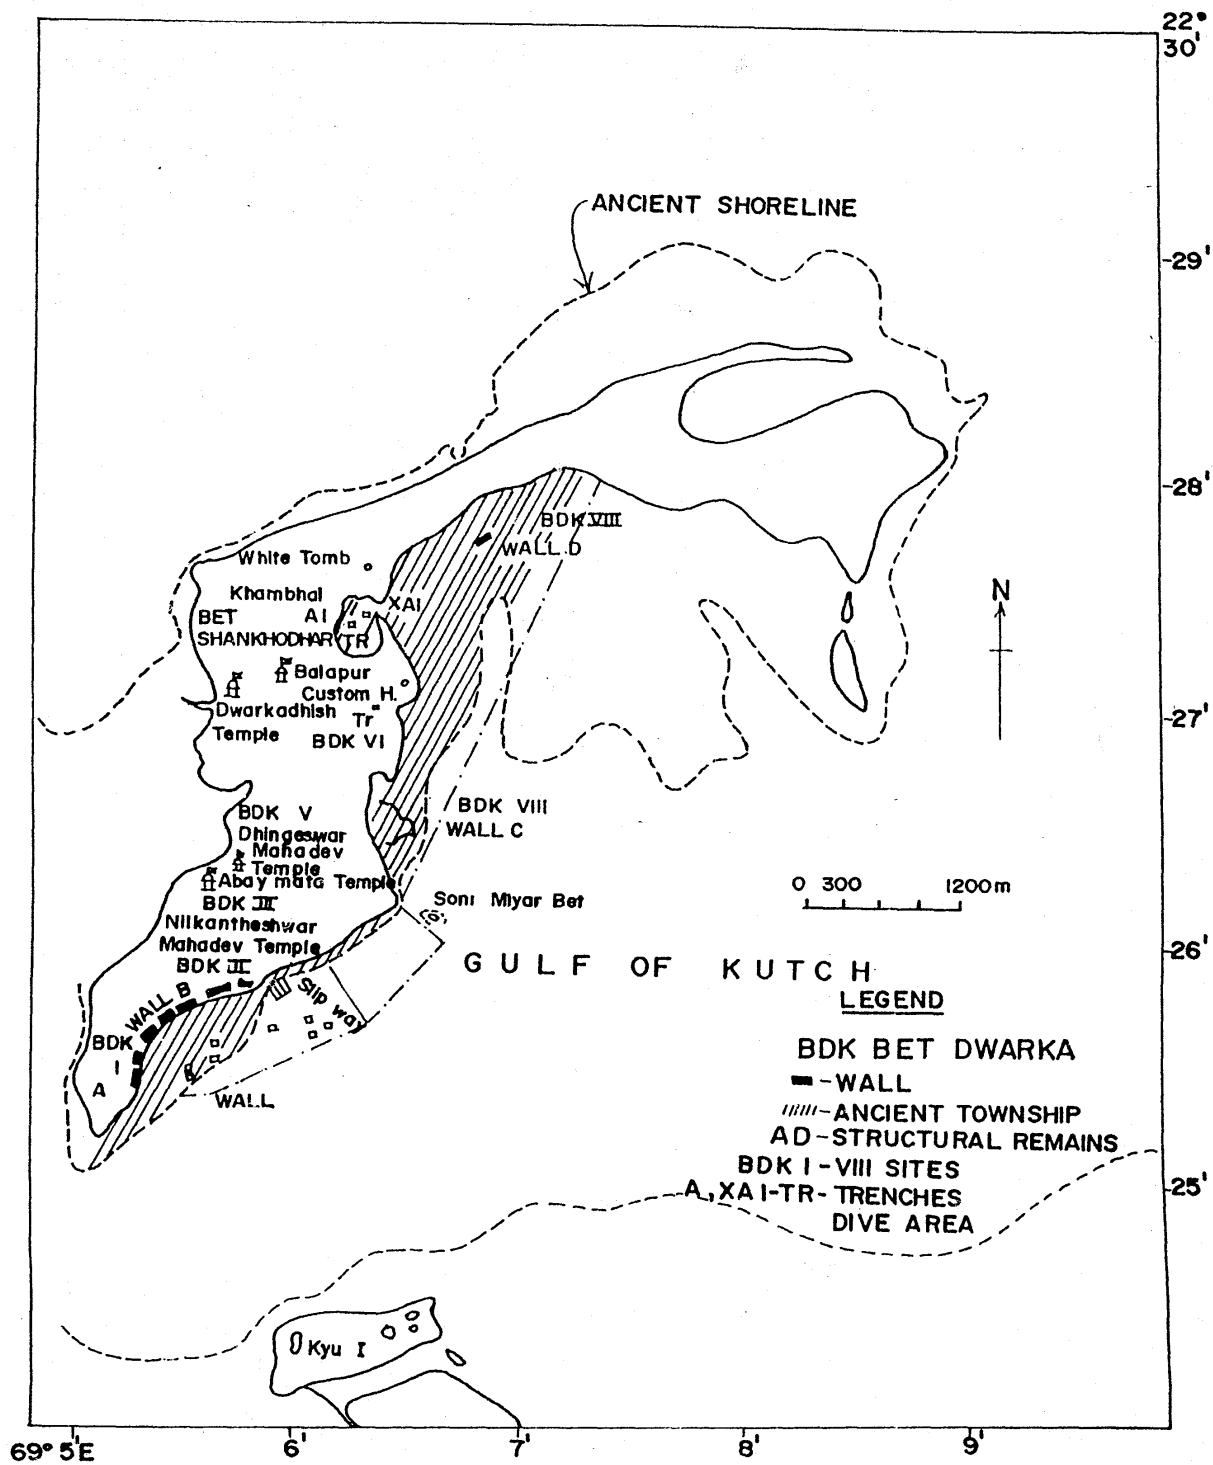 22°
30'
ANCIENT SHORELINE
29'
28'
BDK VIII
WALL D
White Tomb
Khambhal
XAI
BET
AI
SHANKHODHAR
TR
N
Balapur
Custom H.
Dwarkadhish
Tr
Temple
BDK VI
27'
BDK V
BDK VIII
WALL C
Dhingeswar
Mahadev
Temple
Abay mata Temple
0 300 1200m
BDK III
Soni Miyar Bet
Nilkantheshwar
Mahadev Temple
26'
BDK II
GULF OF KUTCH
WALL B
Slip way
LEGEND
BDK
I
A
WALL
BDK BET DWARKA
-WALL
-ANCIENT TOWNSHIP
AD-STRUCTURAL REMAINS
BDK I-VIII SITES
A,XAI-TR-TRENCHES
DIVE AREA
25'
Kyu I
69° 5'E
6'
7'
8'
9'